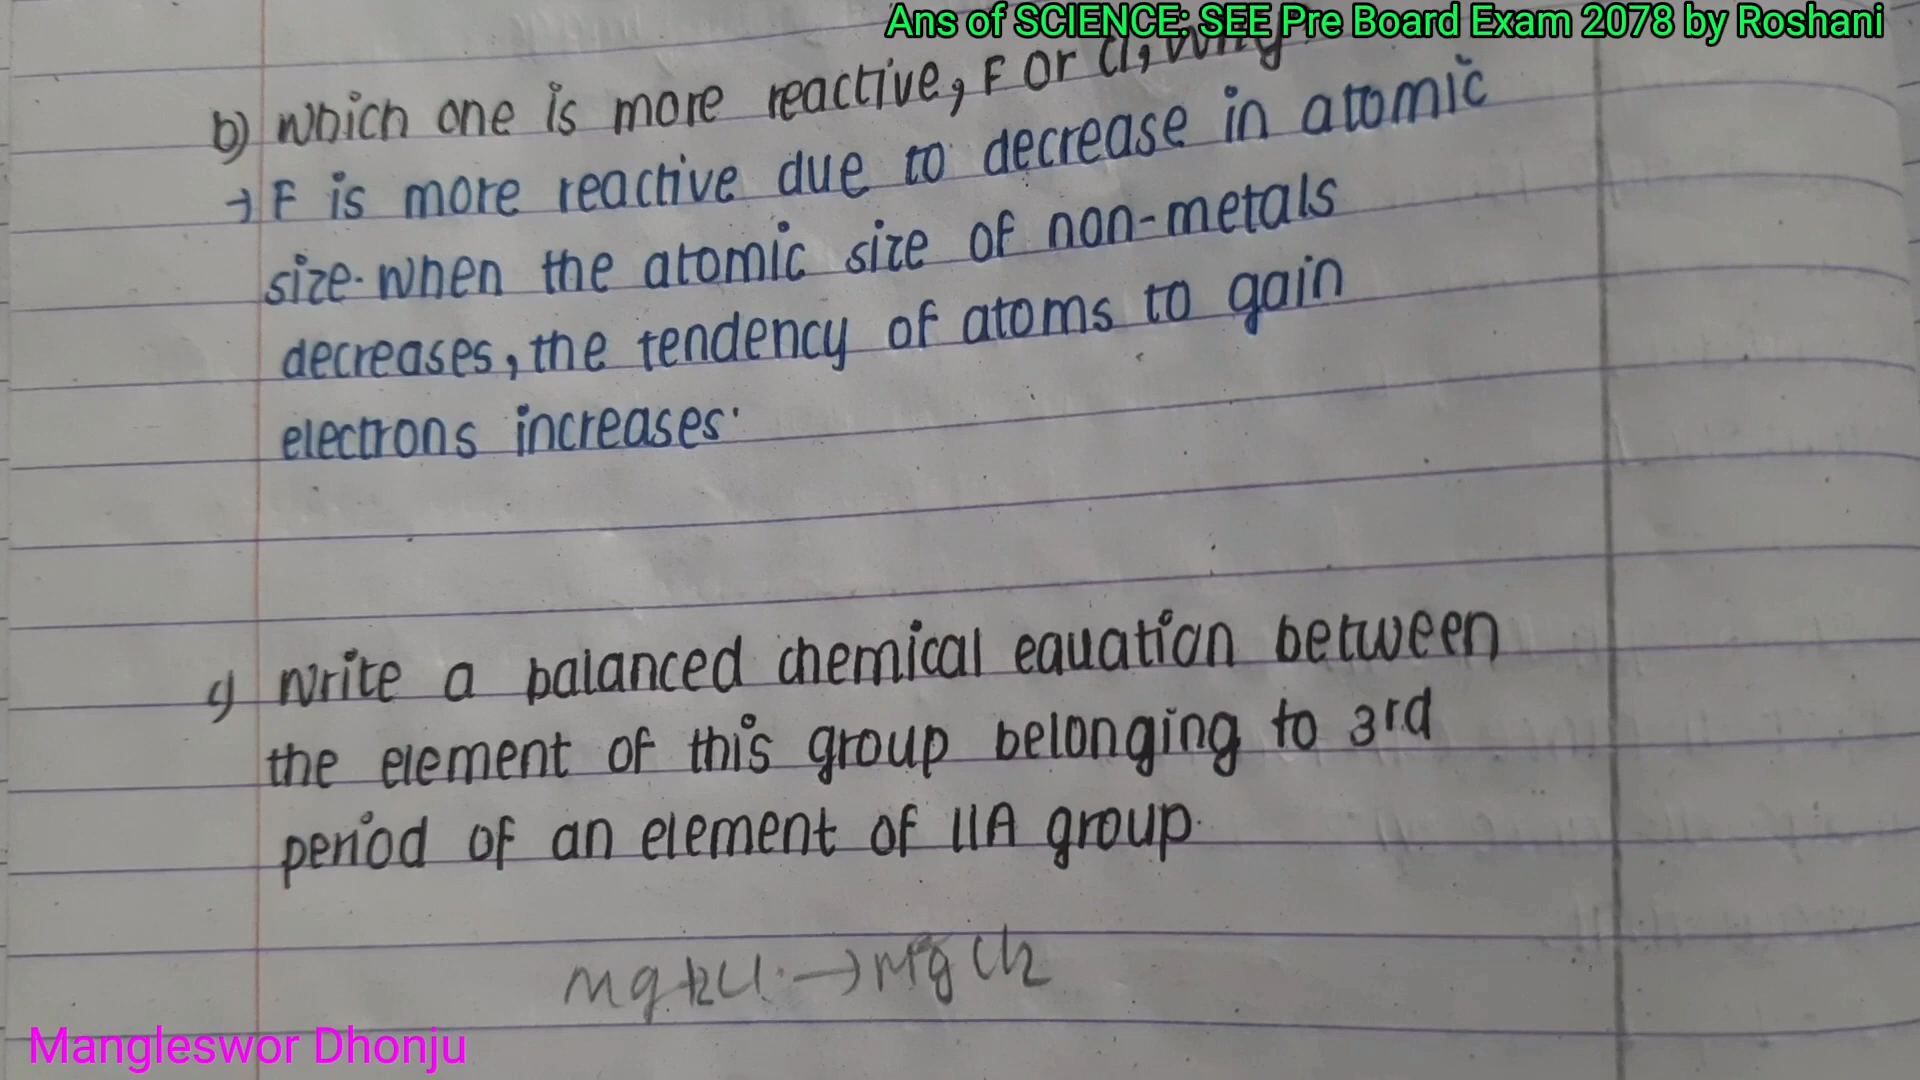 Ans of SCIENCE: SEE Pre Board Exam 2078 by Roshani
b) Which one is more reactive, F or Cl, Why
→ F is more reactive due to decrease in atomic
size. When the atomic size of non-metals
decreases, the tendency of atoms to gain
electrons increases.
c) Write a balanced chemical equation between
the element of this group belonging to 3rd
period of an element of IIA group.
Mg + 2Cl → MgCl2
Mangleswor Dhonju